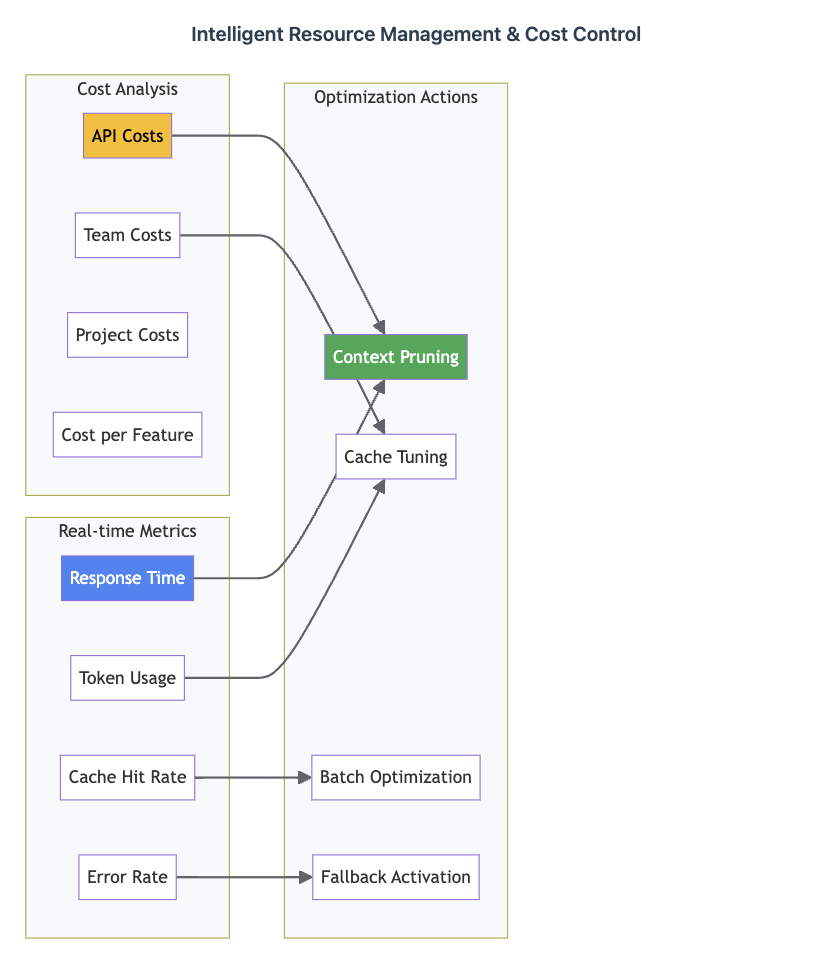 Intelligent Resource Management & Cost Control
Cost Analysis
API Costs
Team Costs
Project Costs
Cost per Feature
Real-time Metrics
Response Time
Token Usage
Cache Hit Rate
Error Rate
Optimization Actions
Context Pruning
Cache Tuning
Batch Optimization
Fallback Activation